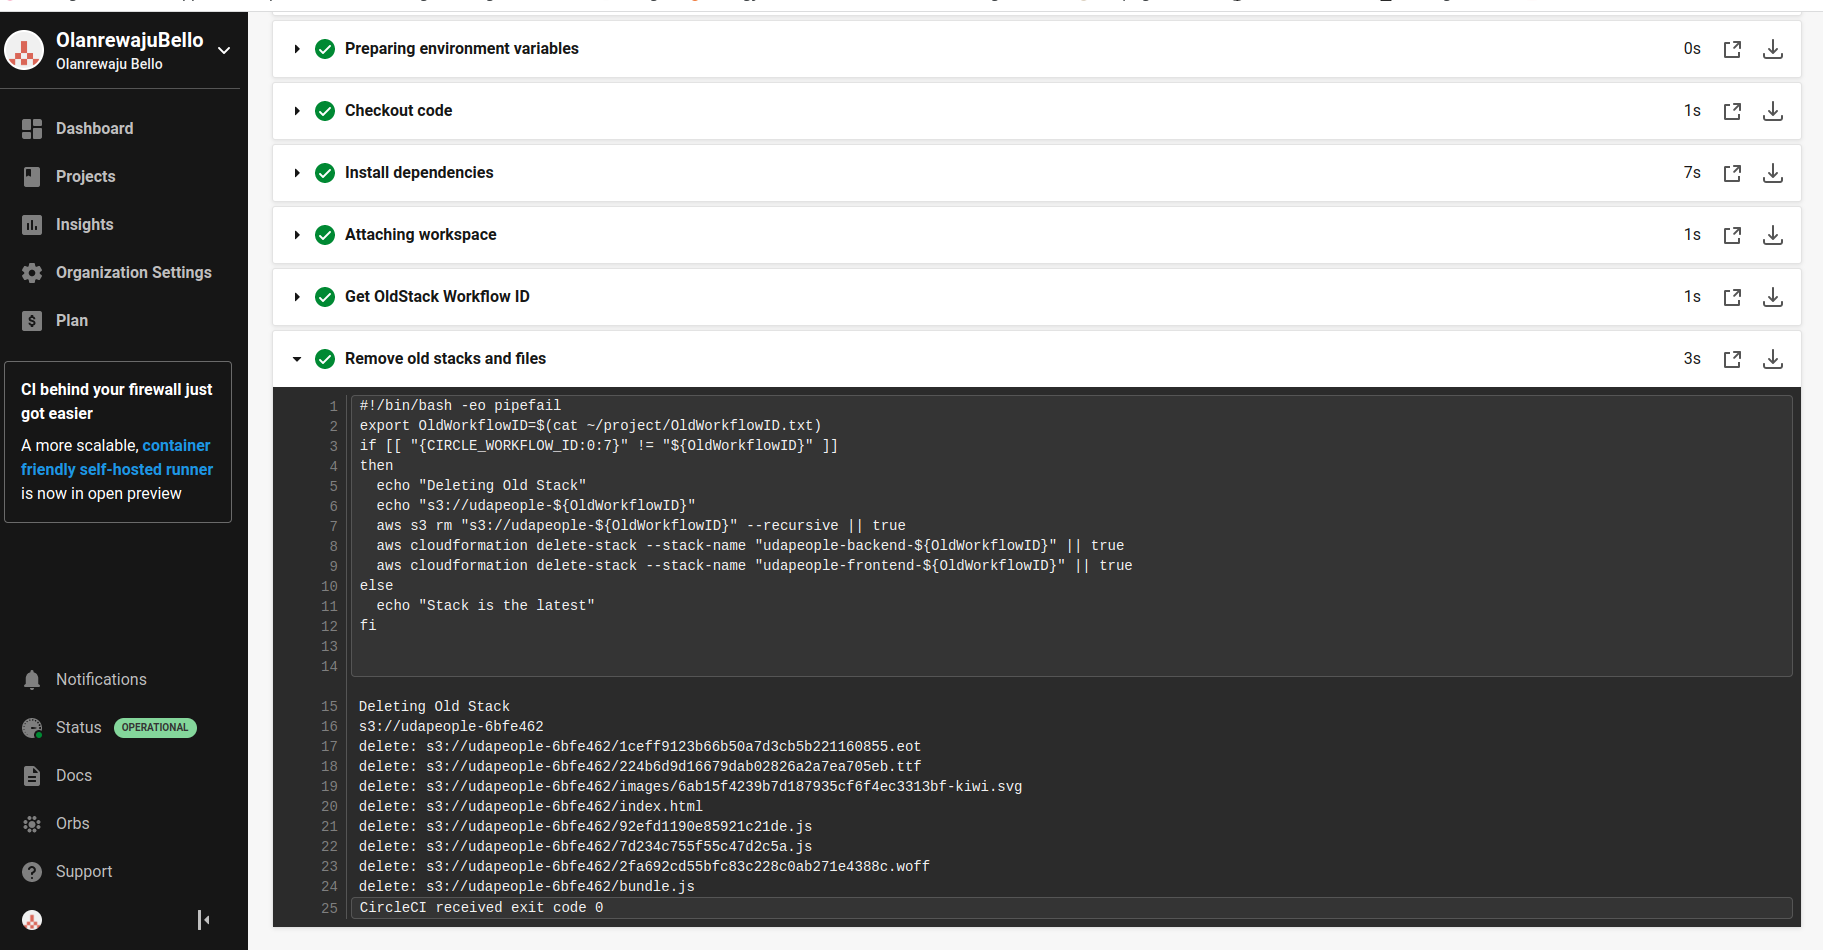 OlanrewajuBello
Olanrewaju Bello
Dashboard
Projects
Insights
Organization Settings
Plan
CI behind your firewall just
got easier
A more scalable, container
friendly self-hosted runner
is now in open preview
Notifications
Status OPERATIONAL
Docs
Orbs
Support
Preparing environment variables 0s
Checkout code 1s
Install dependencies 7s
Attaching workspace 1s
Get OldStack Workflow ID 1s
Remove old stacks and files 3s
1 #!/bin/bash -eo pipefail
2 export OldWorkflowID=$(cat ~/project/OldWorkflowID.txt)
3 if [[ "{CIRCLE_WORKFLOW_ID:0:7}" != "${OldWorkflowID}" ]]
4 then
5   echo "Deleting Old Stack"
6   echo "s3://udapeople-${OldWorkflowID}"
7   aws s3 rm "s3://udapeople-${OldWorkflowID}" --recursive || true
8   aws cloudformation delete-stack --stack-name "udapeople-backend-${OldWorkflowID}" || true
9   aws cloudformation delete-stack --stack-name "udapeople-frontend-${OldWorkflowID}" || true
10 else
11   echo "Stack is the latest"
12 fi
13
14
15 Deleting Old Stack
16 s3://udapeople-6bfe462
17 delete: s3://udapeople-6bfe462/1ceff9123b66b50a7d3cb5b221160855.eot
18 delete: s3://udapeople-6bfe462/224b6d9d16679dab02826a2a7ea705eb.ttf
19 delete: s3://udapeople-6bfe462/images/6ab15f4239b7d187935cf6f4ec3313bf-kiwi.svg
20 delete: s3://udapeople-6bfe462/index.html
21 delete: s3://udapeople-6bfe462/92efd1190e85921c21de.js
22 delete: s3://udapeople-6bfe462/7d234c755f55c47d2c5a.js
23 delete: s3://udapeople-6bfe462/2fa692cd55bfc83c228c0ab271e4388c.woff
24 delete: s3://udapeople-6bfe462/bundle.js
25 CircleCI received exit code 0